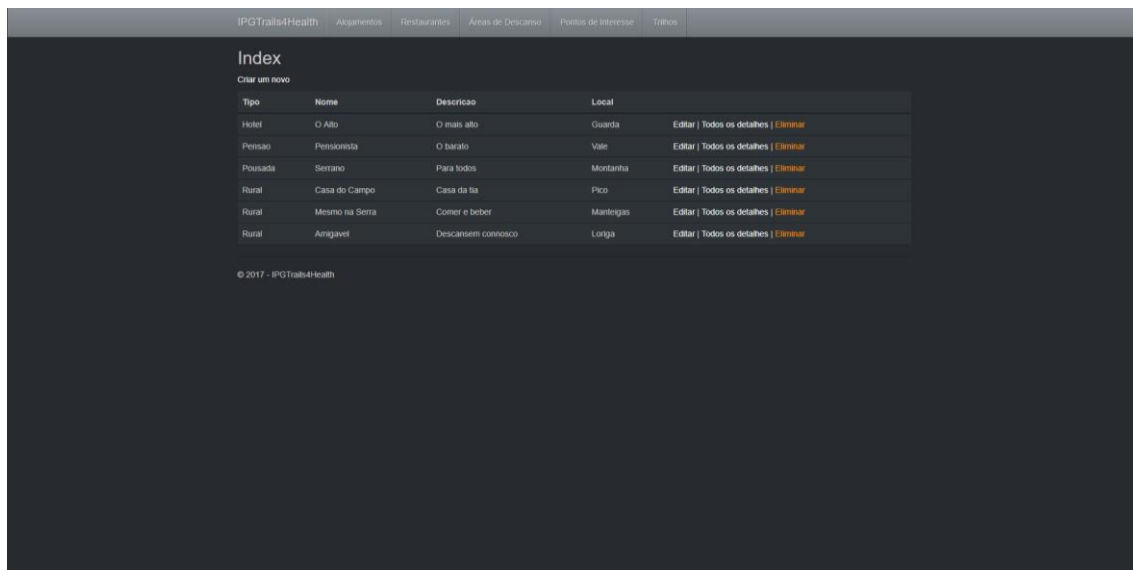 IPGTrails4Health Alojamentos Restaurantes Áreas de Descanso Pontos de Interesse Trilhos
Index
Criar um novo
Tipo Nome Descricao Local
Hotel O Alto O mais alto Guarda Editar | Todos os detalhes | Eliminar
Pensao Pensionista O barato Vale Editar | Todos os detalhes | Eliminar
Pousada Serrano Para todos Montanha Editar | Todos os detalhes | Eliminar
Rural Casa do Campo Casa da tia Pico Editar | Todos os detalhes | Eliminar
Rural Mesmo na Serra Comer e beber Manteigas Editar | Todos os detalhes | Eliminar
Rural Amigavel Descansem connosco Loriga Editar | Todos os detalhes | Eliminar
© 2017 - IPGTrails4Health